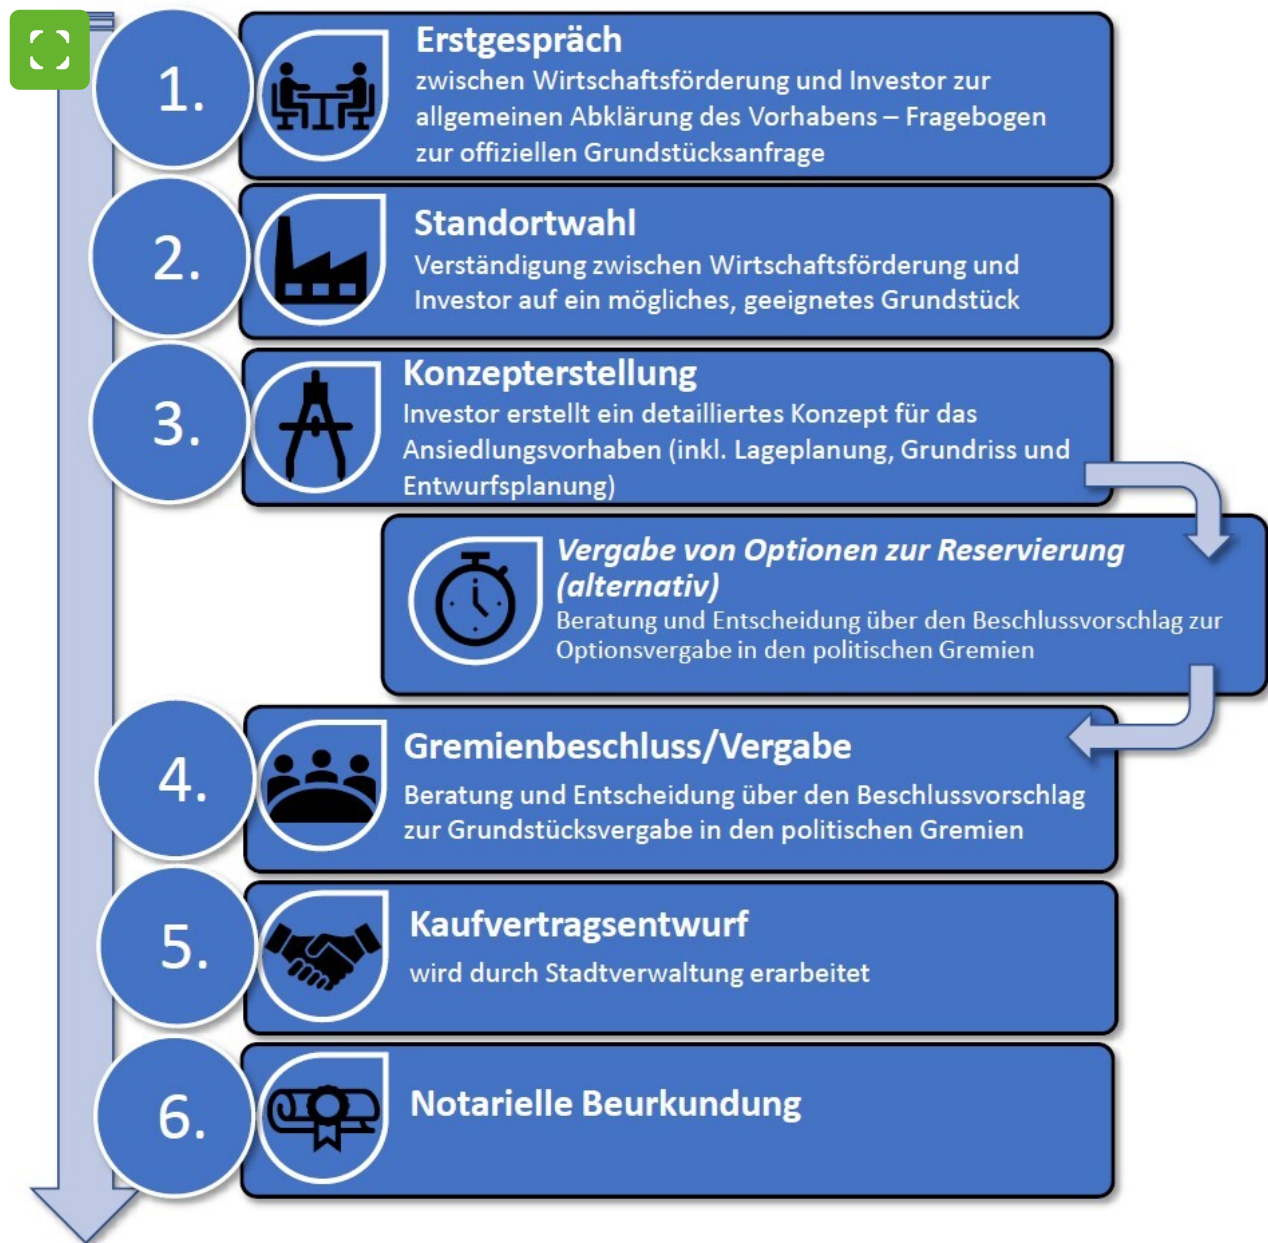 1.
Erstgespräch
zwischen Wirtschaftsförderung und Investor zur
allgemeinen Abklärung des Vorhabens – Fragebogen
zur offiziellen Grundstücksanfrage
2.
Standortwahl
Verständigung zwischen Wirtschaftsförderung und
Investor auf ein mögliches, geeignetes Grundstück
3.
Konzepterstellung
Investor erstellt ein detailliertes Konzept für das
Ansiedlungsvorhaben (inkl. Lageplanung, Grundriss und
Entwurfsplanung)
Vergabe von Optionen zur Reservierung
(alternativ)
Beratung und Entscheidung über den Beschlussvorschlag zur
Optionsvergabe in den politischen Gremien
4.
Gremienbeschluss/Vergabe
Beratung und Entscheidung über den Beschlussvorschlag
zur Grundstücksvergabe in den politischen Gremien
5.
Kaufvertragsentwurf
wird durch Stadtverwaltung erarbeitet
6.
Notarielle Beurkundung